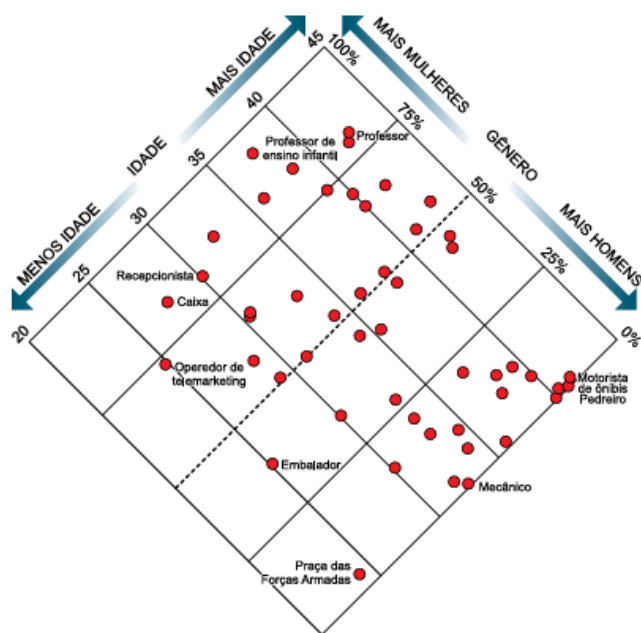 MAIS IDADE
IDADE
MENOS IDADE
MAIS MULHERES
GÊNERO
MAIS HOMENS
45
40
35
30
25
20
100%
75%
50%
25%
0%
Professor de
ensino infantil
Professor
Recepcionista
Caixa
Operedor de
telemarketing
Embalador
Motorista
de ônibis
Pedreiro
Mecânico
Praça das
Forças Armadas